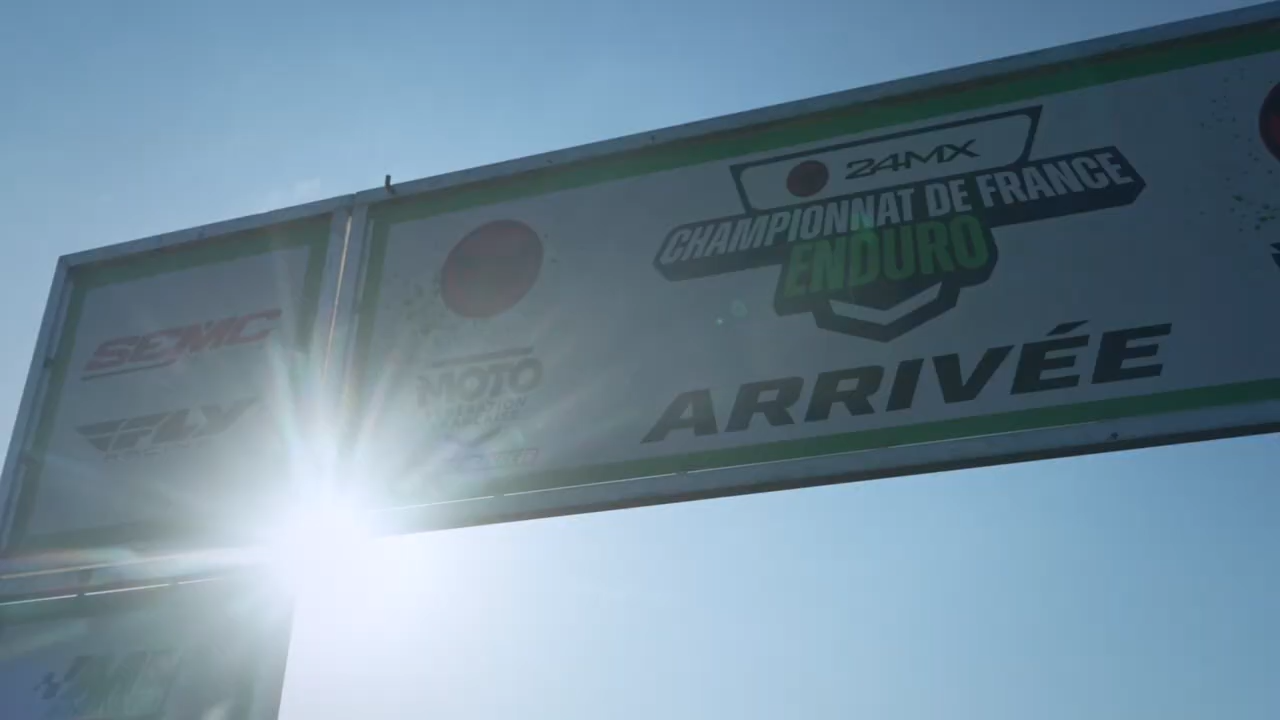 24MX
CHAMPIONNAT DE FRANCE
ENDURO
ARRIVÉE
SEMC
FLY
MOTO